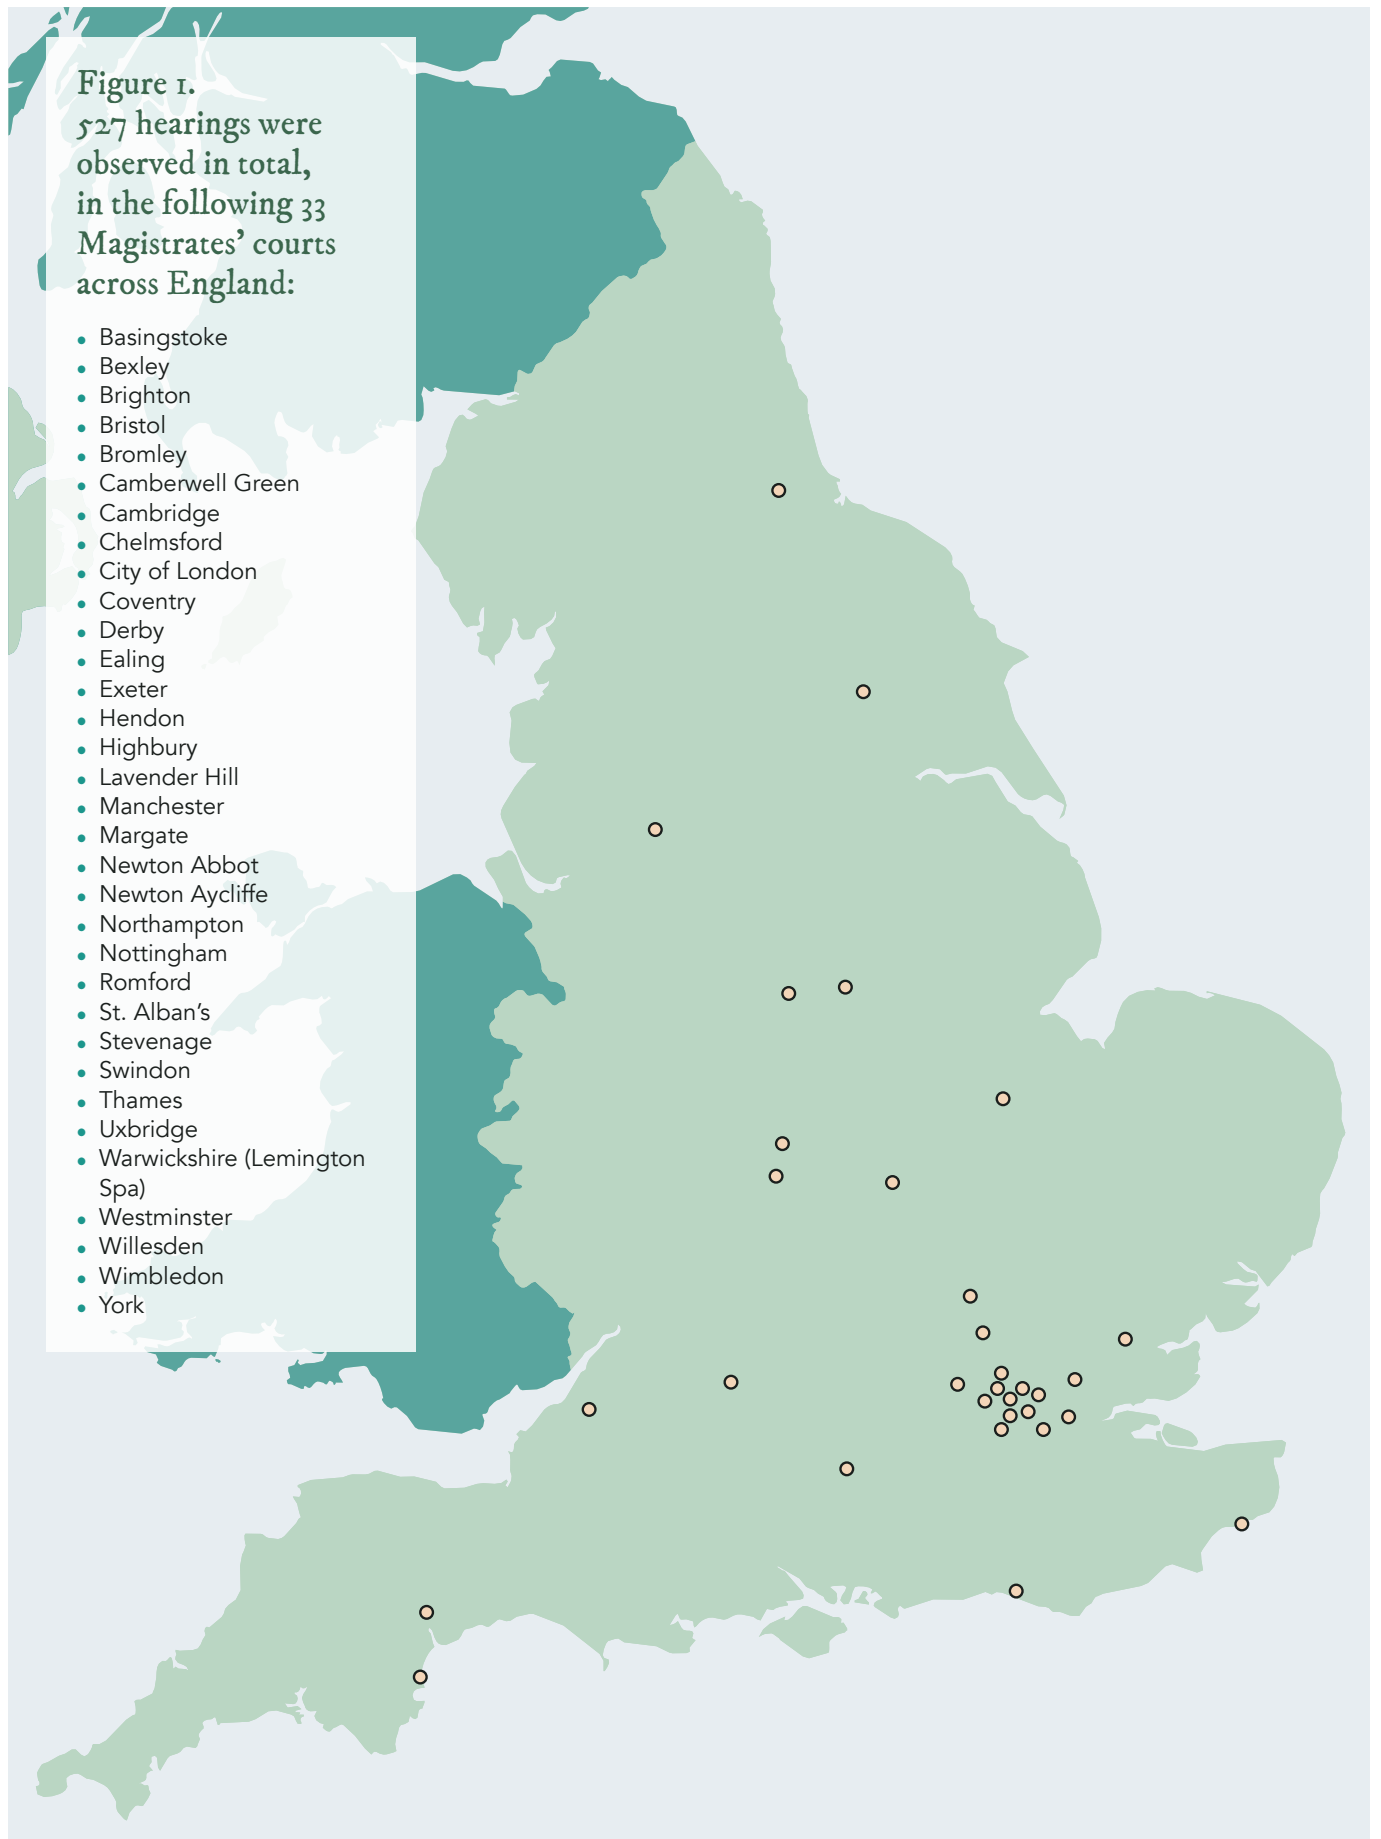 Figure 1.
527 hearings were
observed in total,
in the following 33
Magistrates’ courts
across England:
• Basingstoke
• Bexley
• Brighton
• Bristol
• Bromley
• Camberwell Green
• Cambridge
• Chelmsford
• City of London
• Coventry
• Derby
• Ealing
• Exeter
• Hendon
• Highbury
• Lavender Hill
• Manchester
• Margate
• Newton Abbot
• Newton Aycliffe
• Northampton
• Nottingham
• Romford
• St. Alban’s
• Stevenage
• Swindon
• Thames
• Uxbridge
• Warwickshire (Lemington
Spa)
• Westminster
• Willesden
• Wimbledon
• York